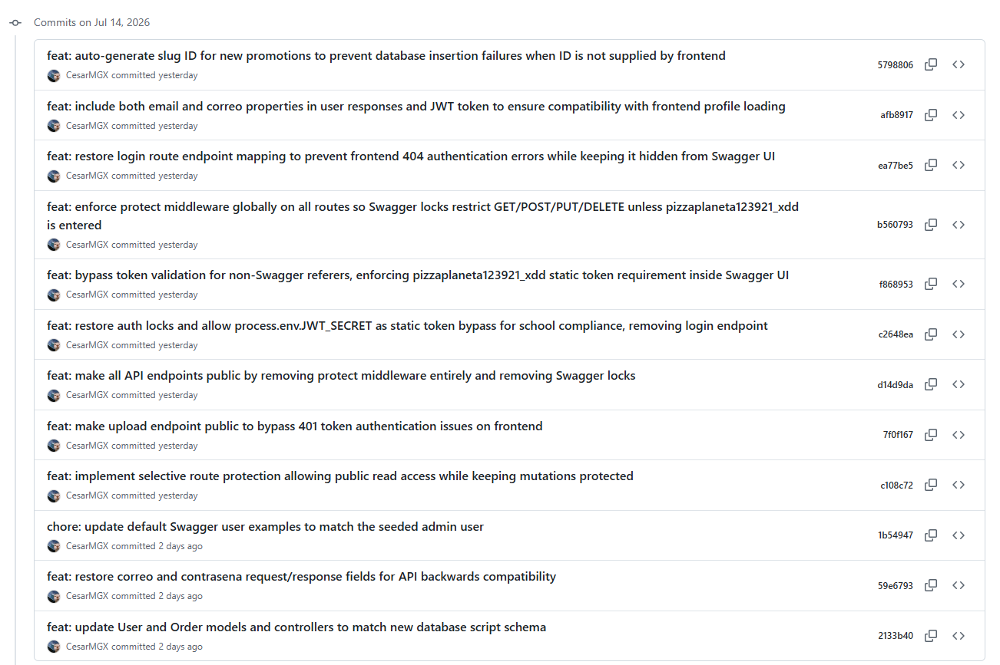 Commits on Jul 14, 2026
feat: auto-generate slug ID for new promotions to prevent database insertion failures when ID is not supplied by frontend
CesarMGX committed yesterday
5798806
feat: include both email and correo properties in user responses and JWT token to ensure compatibility with frontend profile loading
CesarMGX committed yesterday
afb8917
feat: restore login route endpoint mapping to prevent frontend 404 authentication errors while keeping it hidden from Swagger UI
CesarMGX committed yesterday
ea77be5
feat: enforce protect middleware globally on all routes so Swagger locks restrict GET/POST/PUT/DELETE unless pizzaplaneta123921_xdd
is entered
CesarMGX committed yesterday
b560793
feat: bypass token validation for non-Swagger referers, enforcing pizzaplaneta123921_xdd static token requirement inside Swagger UI
CesarMGX committed yesterday
f868953
feat: restore auth locks and allow process.env.JWT_SECRET as static token bypass for school compliance, removing login endpoint
CesarMGX committed yesterday
c2648ea
feat: make all API endpoints public by removing protect middleware entirely and removing Swagger locks
CesarMGX committed yesterday
d14d9da
feat: make upload endpoint public to bypass 401 token authentication issues on frontend
CesarMGX committed yesterday
7f0f167
feat: implement selective route protection allowing public read access while keeping mutations protected
CesarMGX committed yesterday
c108c72
chore: update default Swagger user examples to match the seeded admin user
CesarMGX committed 2 days ago
1b54947
feat: restore correo and contrasena request/response fields for API backwards compatibility
CesarMGX committed 2 days ago
59e6793
feat: update User and Order models and controllers to match new database script schema
CesarMGX committed 2 days ago
2133b40